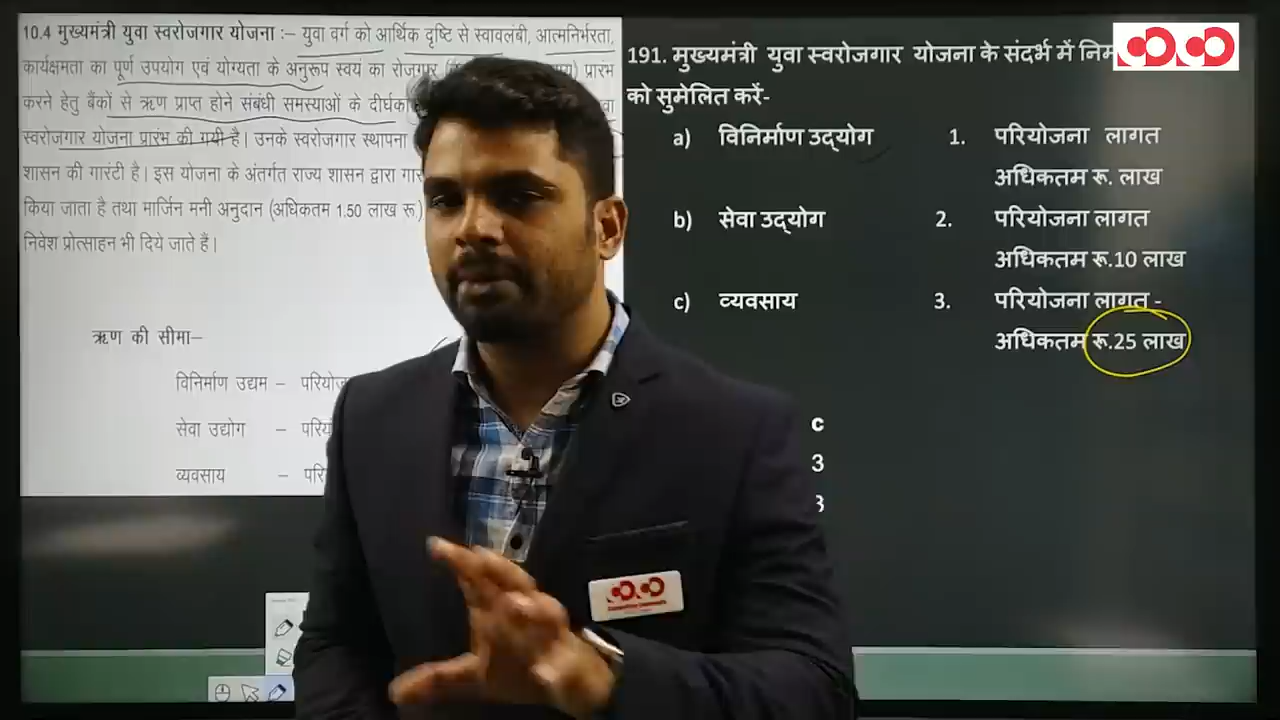 10.4 मुख्यमंत्री युवा स्वरोजगार योजना :– युवा वर्ग को आर्थिक दृष्टि से स्वावलंबी, आत्मनिर्भरता,
कार्यक्षमता का पूर्ण उपयोग एवं योग्यता के अनुरूप स्वयं का रोजगार प्रारंभ
करने हेतु बैंकों से ऋण प्राप्त होने संबंधी समस्याओं के
स्वरोजगार योजना प्रारंभ की गयी है। उनके स्वरोजगार स्थापना
शासन की गारंटी है। इस योजना के अंतर्गत राज्य शासन द्वारा
किया जाता है तथा मार्जिन मनी अनुदान (अधिकतम 1.50 लाख रू.)
निवेश प्रोत्साहन भी दिये जाते हैं।
ऋण की सीमा–
विनिर्माण उद्यम –
सेवा उद्योग –
व्यवसाय –
191. मुख्यमंत्री युवा स्वरोजगार योजना के संदर्भ में
को सुमेलित करें-
a) विनिर्माण उद्योग 1. परियोजना लागत
अधिकतम रू. लाख
b) सेवा उद्योग 2. परियोजना लागत
अधिकतम रू.10 लाख
c) व्यवसाय 3. परियोजना लागत -
अधिकतम रू.25 लाख
c
3
3